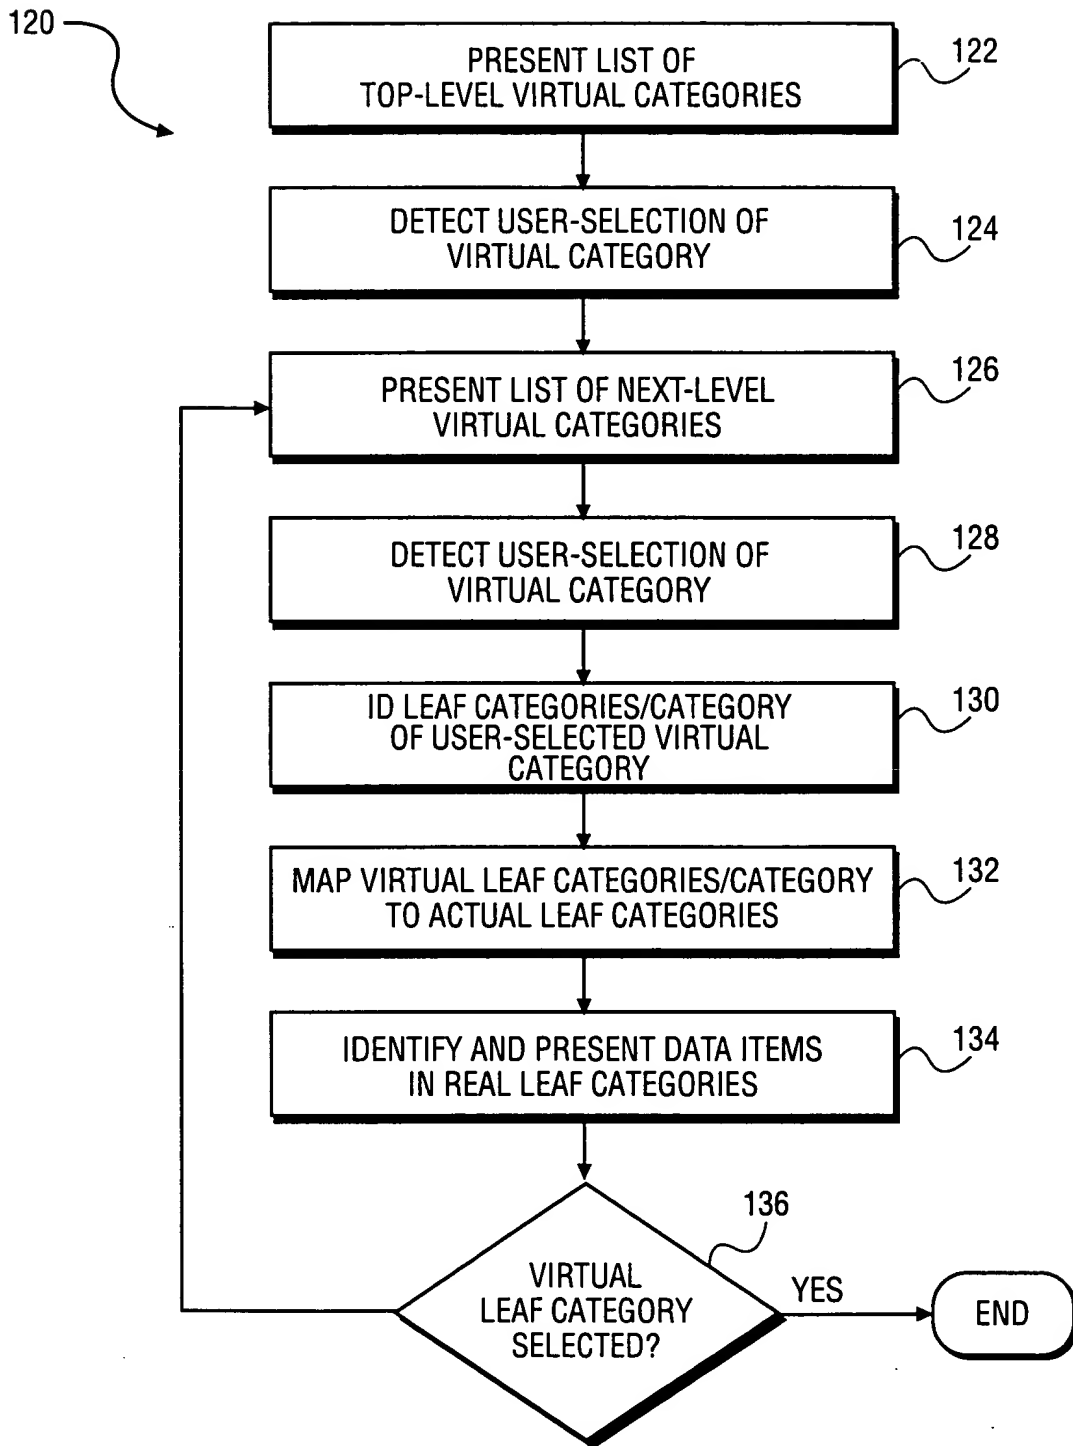 120
PRESENT LIST OF
TOP-LEVEL VIRTUAL CATEGORIES
122
DETECT USER-SELECTION OF
VIRTUAL CATEGORY
124
PRESENT LIST OF NEXT-LEVEL
VIRTUAL CATEGORIES
126
DETECT USER-SELECTION OF
VIRTUAL CATEGORY
128
ID LEAF CATEGORIES/CATEGORY
OF USER-SELECTED VIRTUAL
CATEGORY
130
MAP VIRTUAL LEAF CATEGORIES/CATEGORY
TO ACTUAL LEAF CATEGORIES
132
IDENTIFY AND PRESENT DATA ITEMS
IN REAL LEAF CATEGORIES
134
136
VIRTUAL
LEAF CATEGORY
SELECTED?
YES
END